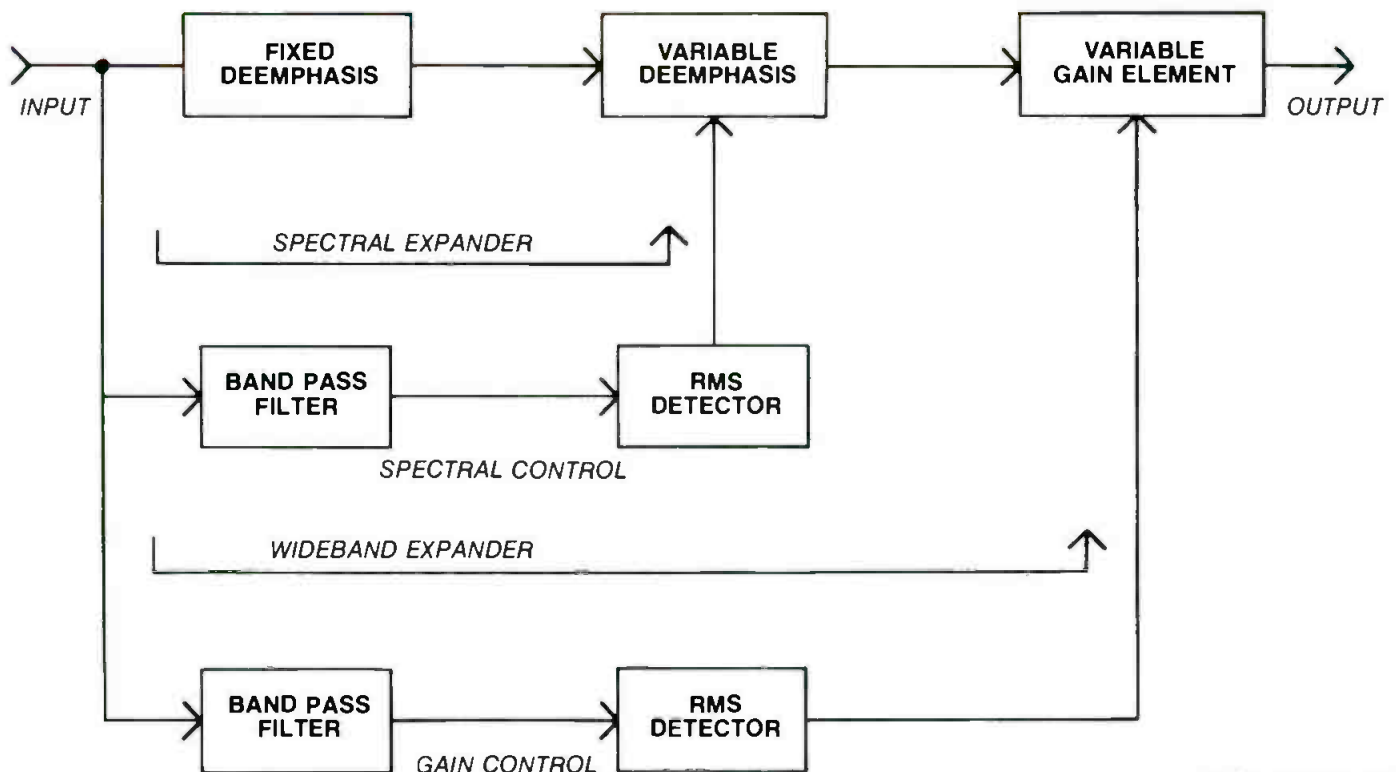 FIXED
DEEMPHASIS
VARIABLE
DEEMPHASIS
VARIABLE
GAIN ELEMENT
INPUT
OUTPUT
SPECTRAL EXPANDER
BAND PASS
FILTER
RMS
DETECTOR
SPECTRAL CONTROL
WIDEBAND EXPANDER
BAND PASS
FILTER
RMS
DETECTOR
GAIN CONTROL